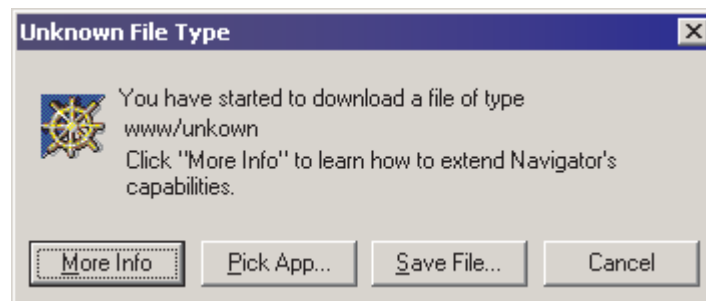 Unknown File Type
You have started to download a file of type
www/unkown
Click "More Info" to learn how to extend Navigator's
capabilities.
More Info Pick App... Save File... Cancel